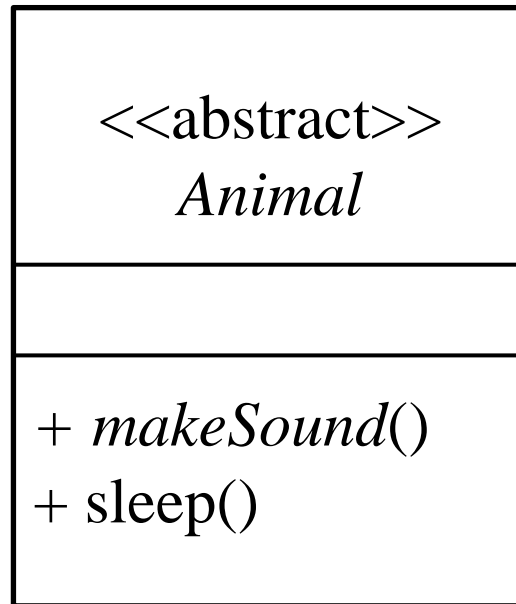 <<abstract>>
Animal
+ makeSound()
+ sleep()